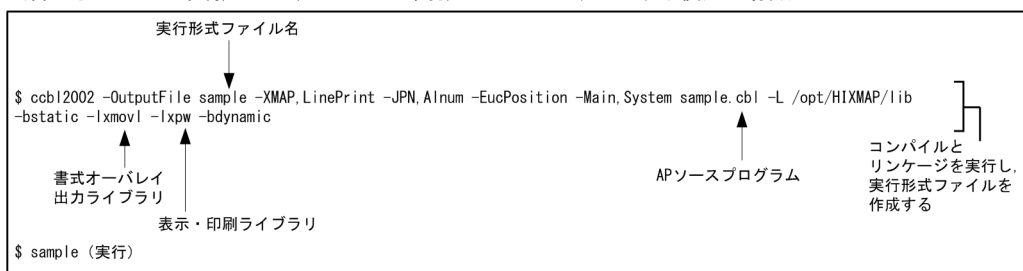 実行形式ファイル名
$ ccbl2002 -OutputFile sample -XMAP,LinePrint -JPN,Alnum -EucPosition -Main,System sample.cbl -L /opt/HIXMAP/lib
-bstatic -lxmovl -lxpw -bdynamic
書式オーバレイ
出力ライブラリ
表示・印刷ライブラリ
APソースプログラム
コンパイルと
リンケージを実行し,
実行形式ファイルを
作成する
$ sample（実行）